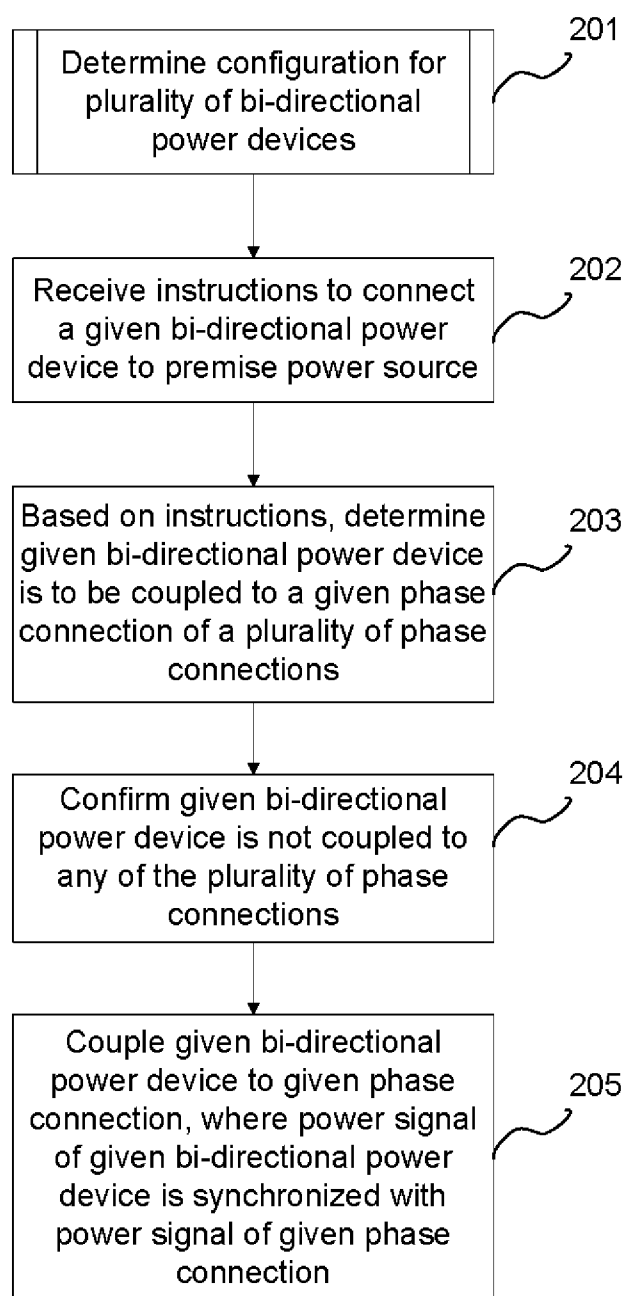 201
Determine configuration for
plurality of bi-directional
power devices
202
Receive instructions to connect
a given bi-directional power
device to premise power source
203
Based on instructions, determine
given bi-directional power device
is to be coupled to a given phase
connection of a plurality of phase
connections
204
Confirm given bi-directional
power device is not coupled to
any of the plurality of phase
connections
205
Couple given bi-directional
power device to given phase
connection, where power signal
of given bi-directional power
device is synchronized with
power signal of given phase
connection